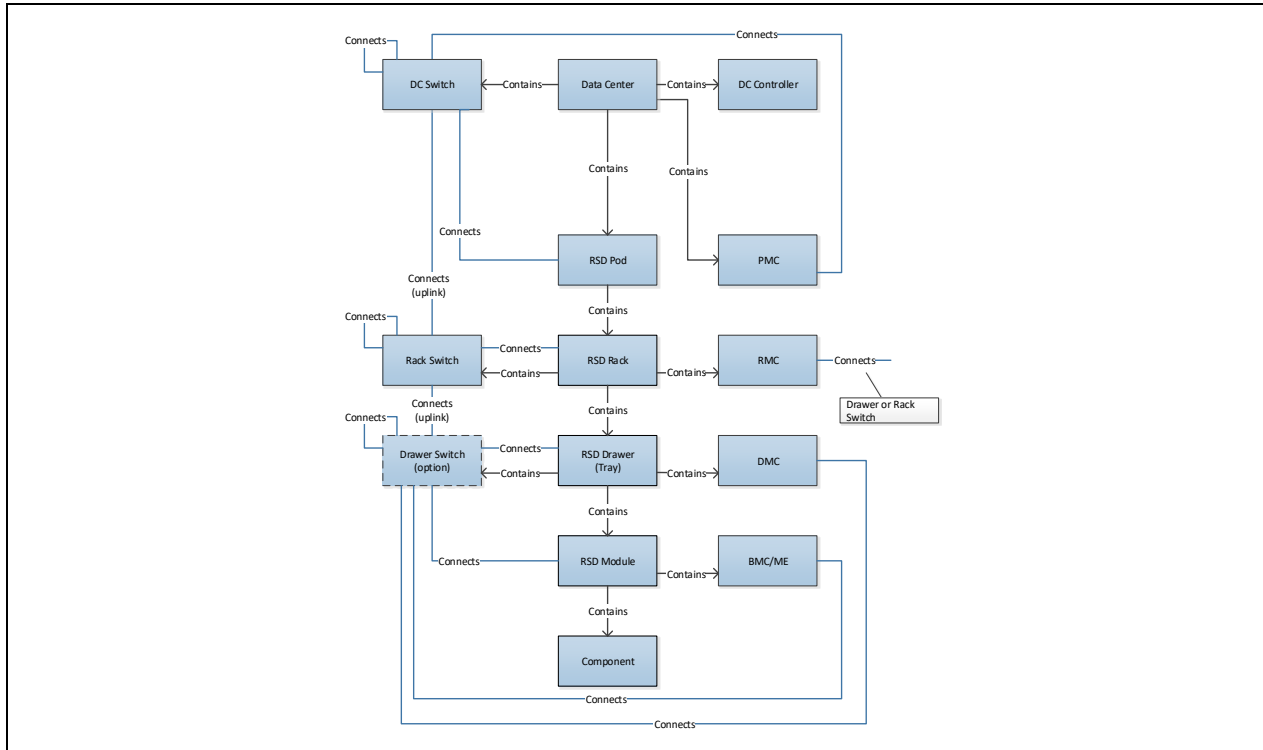 Connects
Connects
DC Switch
Contains
Data Center
Contains
DC Controller
Contains
Contains
Connects
RSD Pod
PMC
Connects
(uplink)
Contains
Connects
Rack Switch
Connects
Contains
RSD Rack
Contains
RMC
Connects
Drawer or Rack
Switch
Connects
(uplink)
Contains
Connects
Drawer Switch
(option)
Connects
Contains
RSD Drawer
(Tray)
Contains
DMC
Contains
Connects
RSD Module
Contains
BMC/ME
Contains
Component
Connects
Connects